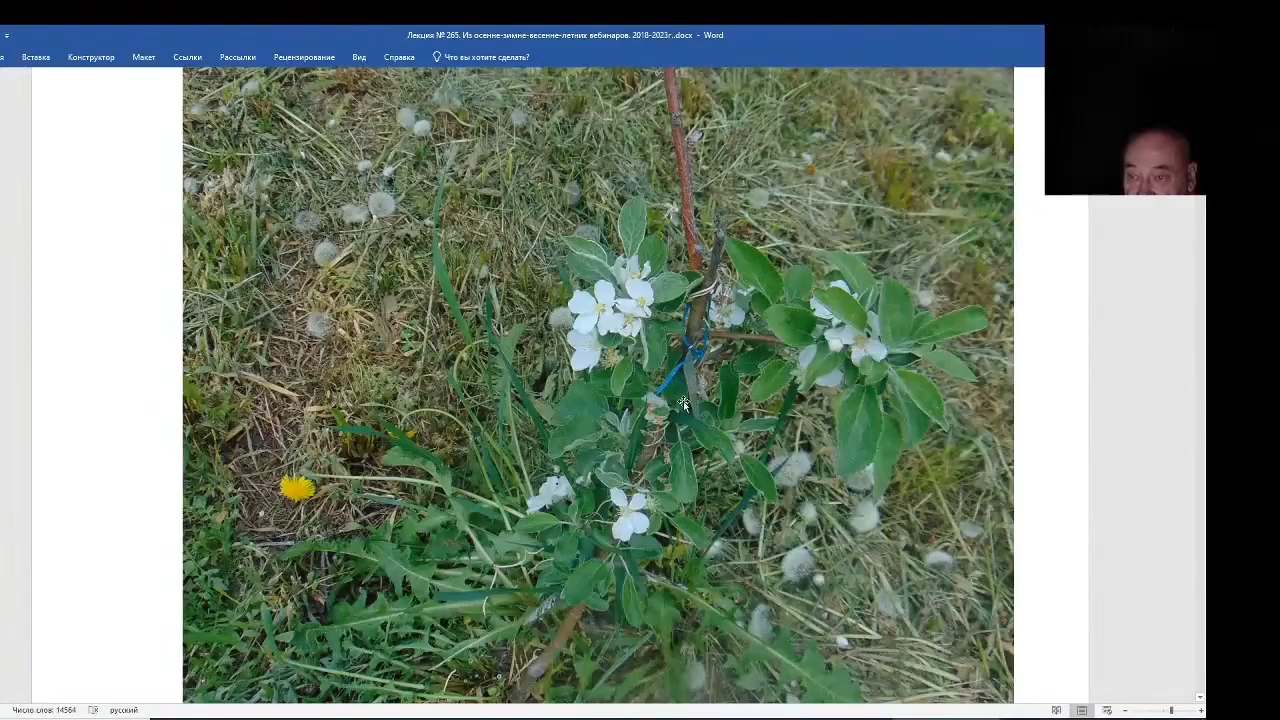 Лекция № 265. Из осенне-зимне-весенне-летних вебинаров. 2018-2023г..docx - Word
Вставка Конструктор Макет Ссылки Рассылки Рецензирование Вид Справка Что вы хотите сделать?
Число слов: 14564 русский